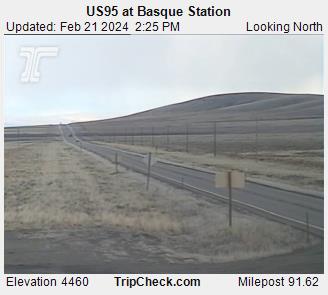 US95 at Basque Station
Updated: Feb 21 2024 2:25 PM Looking North
Elevation 4460 TripCheck.com Milepost 91.62